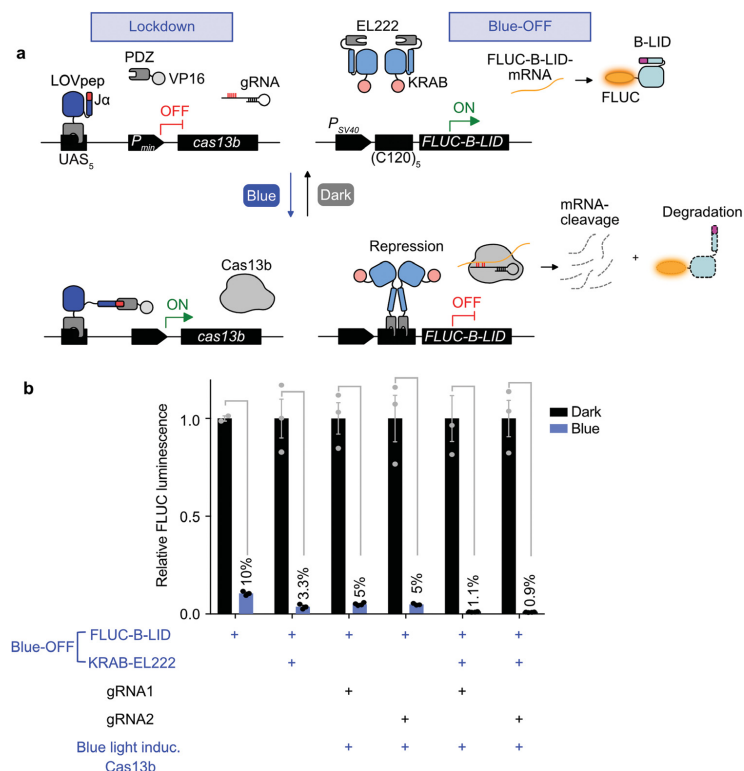 a
Lockdown
Blue-OFF
PDZ
VP16
gRNA
LOVpep
Jα
OFF
UAS5
Pmin
cas13b
EL222
KRAB
FLUC-B-LID-
mRNA
B-LID
FLUC
ON
PSV40
(C120)5
FLUC-B-LID
Blue
Dark
Cas13b
ON
cas13b
Repression
OFF
FLUC-B-LID
mRNA-
cleavage
+
Degradation
b
Relative FLUC luminescence
1.0
0.5
0.0
10%
3.3%
5%
5%
1.1%
0.9%
Dark
Blue
Blue-OFF
FLUC-B-LID + + + + + +
KRAB-EL222 + + +
gRNA1 + +
gRNA2 + +
Blue light induc. + + + +
Cas13b